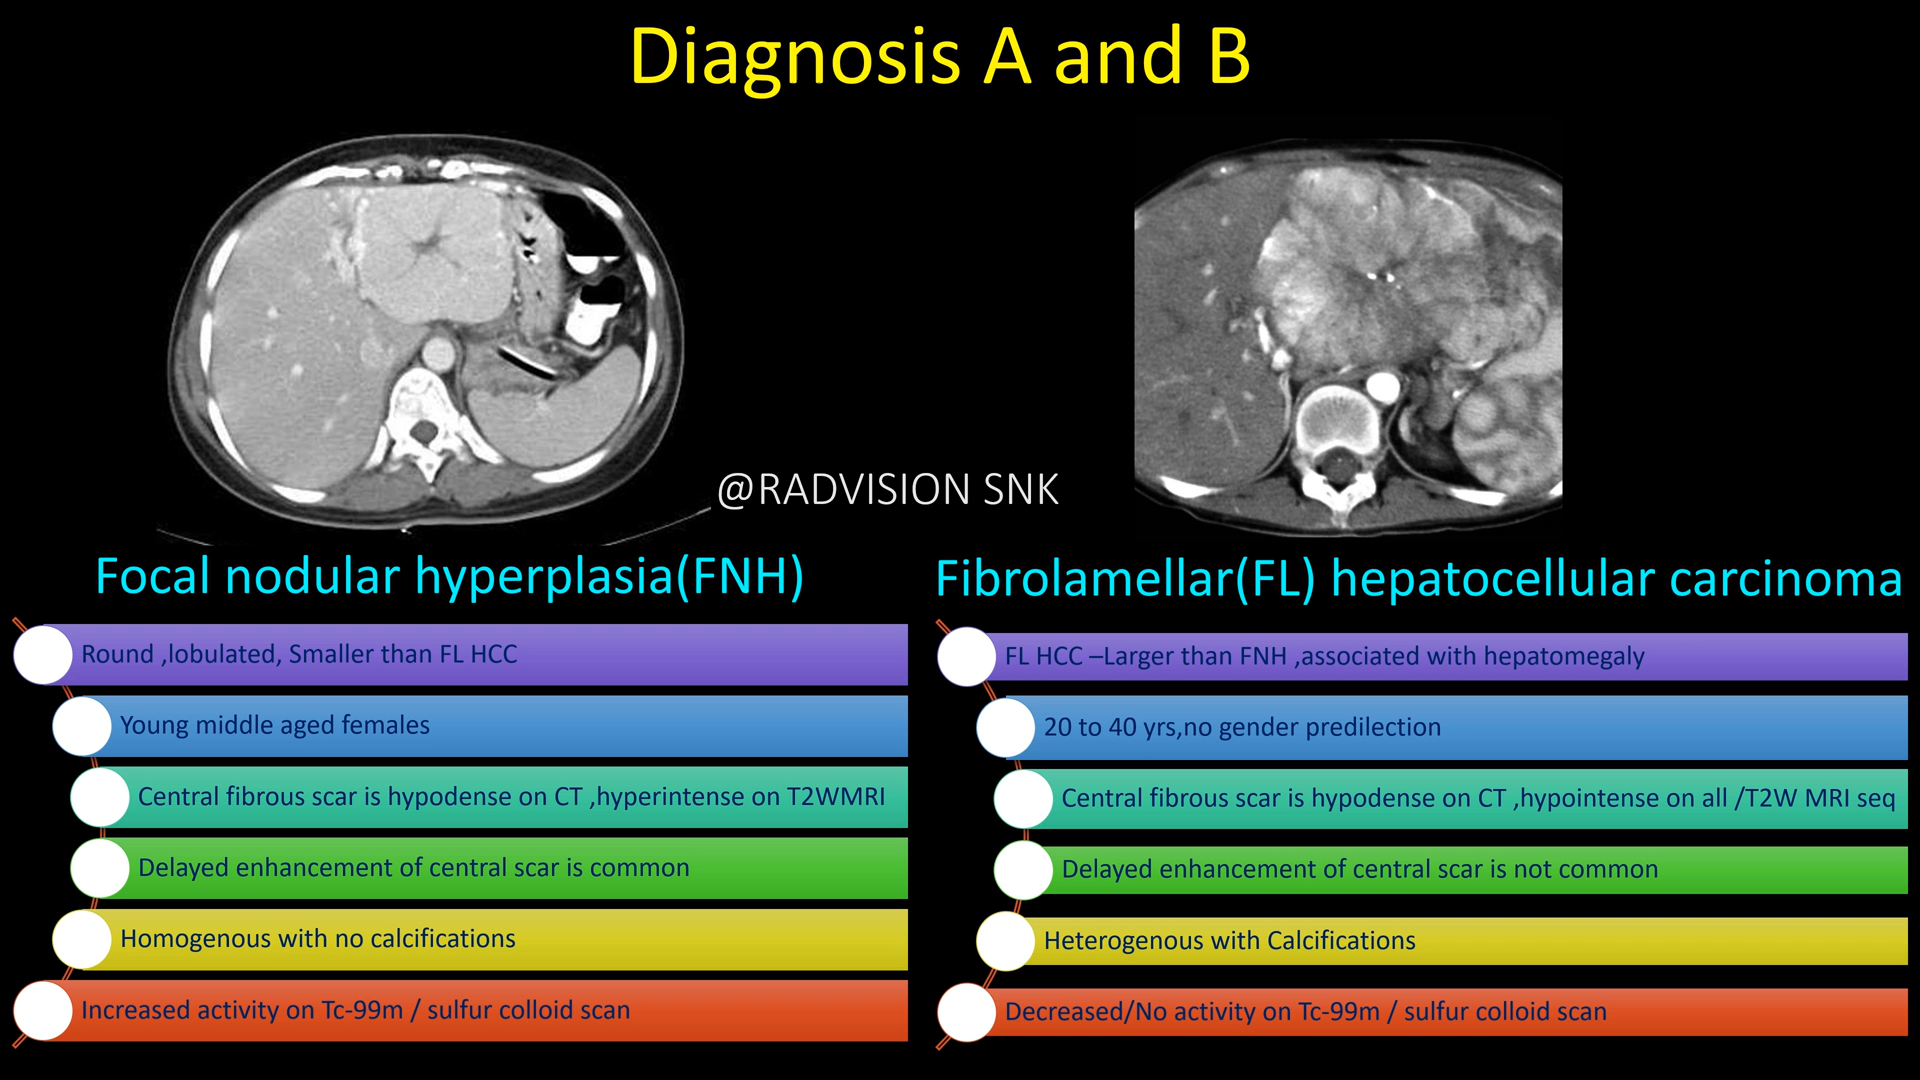 Diagnosis A and B
@RADVISION SNK
Focal nodular hyperplasia(FNH)
Round ,lobulated, Smaller than FL HCC
Young middle aged females
Central fibrous scar is hypodense on CT ,hyperintense on T2WMRI
Delayed enhancement of central scar is common
Homogenous with no calcifications
Increased activity on Tc-99m / sulfur colloid scan
Fibrolamellar(FL) hepatocellular carcinoma
FL HCC –Larger than FNH ,associated with hepatomegaly
20 to 40 yrs,no gender predilection
Central fibrous scar is hypodense on CT ,hypointense on all /T2W MRI seq
Delayed enhancement of central scar is not common
Heterogenous with Calcifications
Decreased/No activity on Tc-99m / sulfur colloid scan